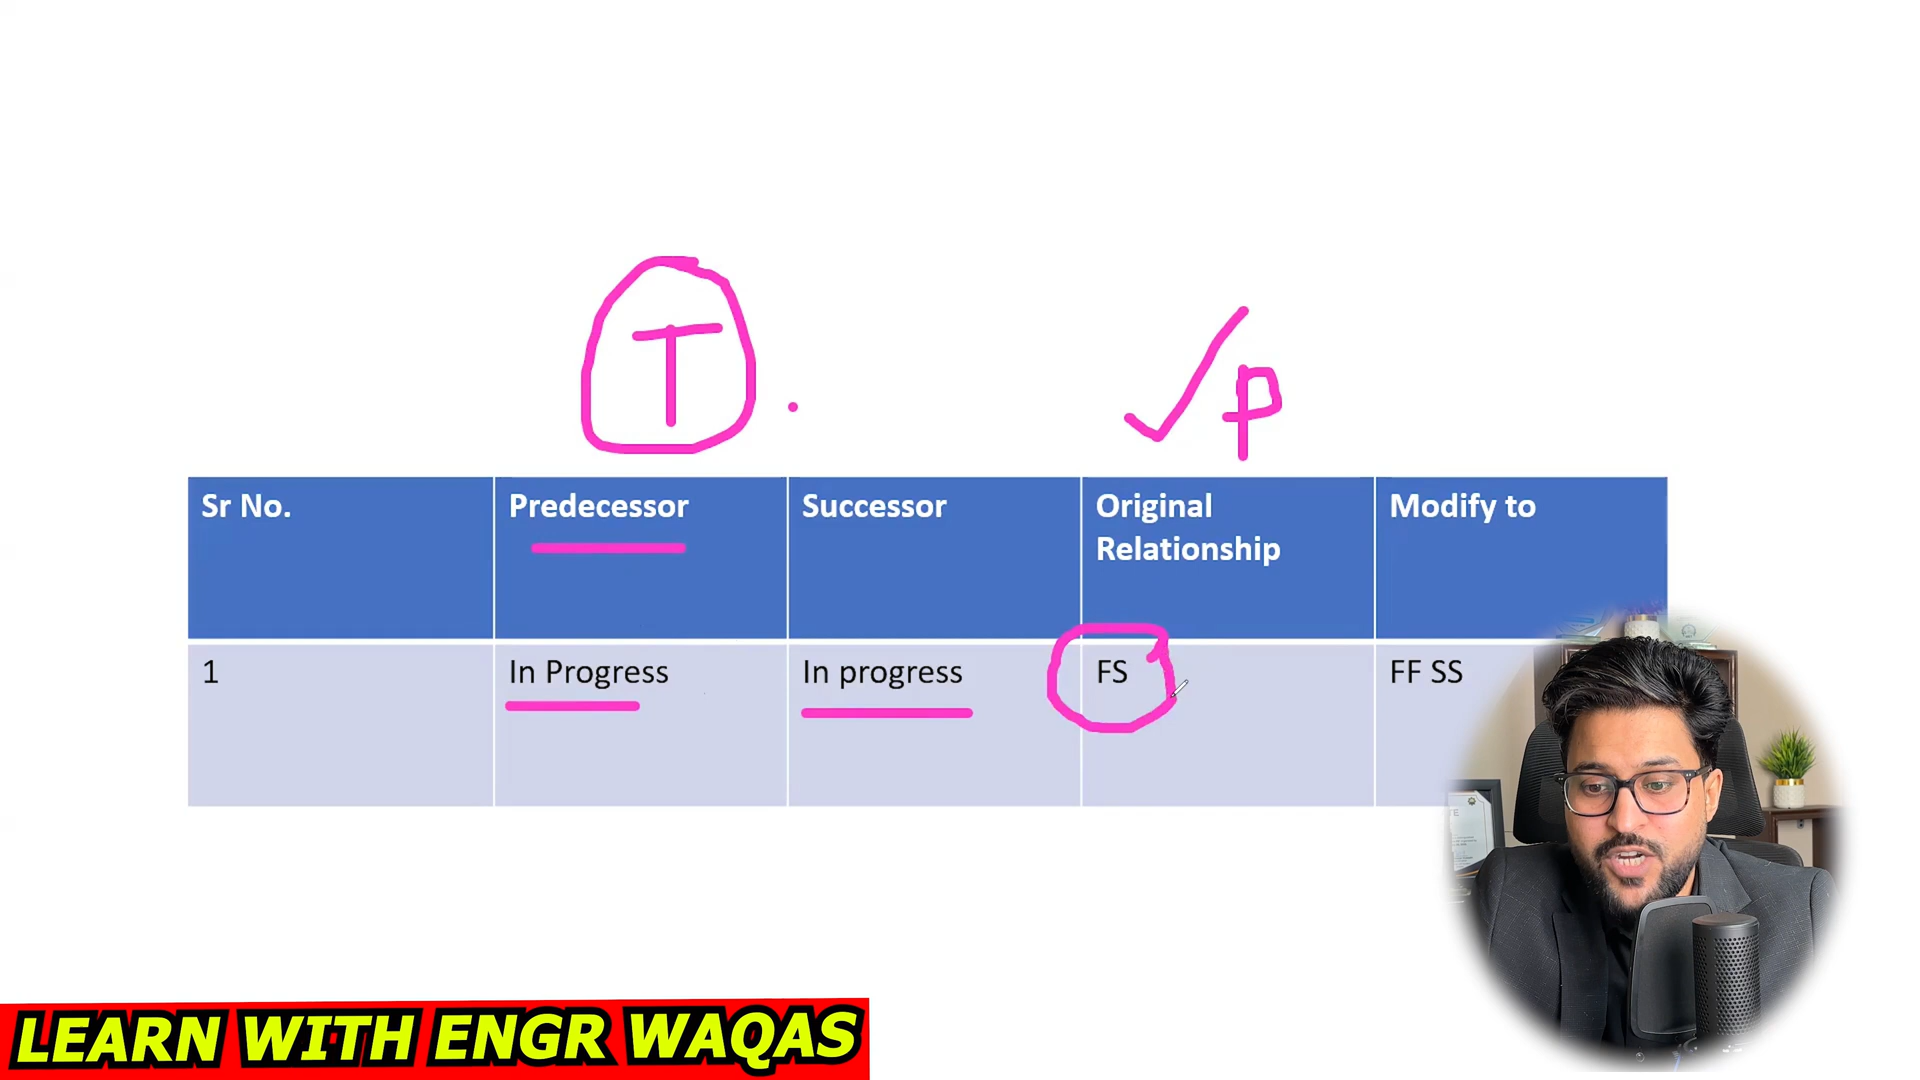 T .
P
Sr No.
Predecessor
Successor
Original
Relationship
Modify to
1
In Progress
In progress
FS
FF SS
LEARN WITH ENGR WAQAS